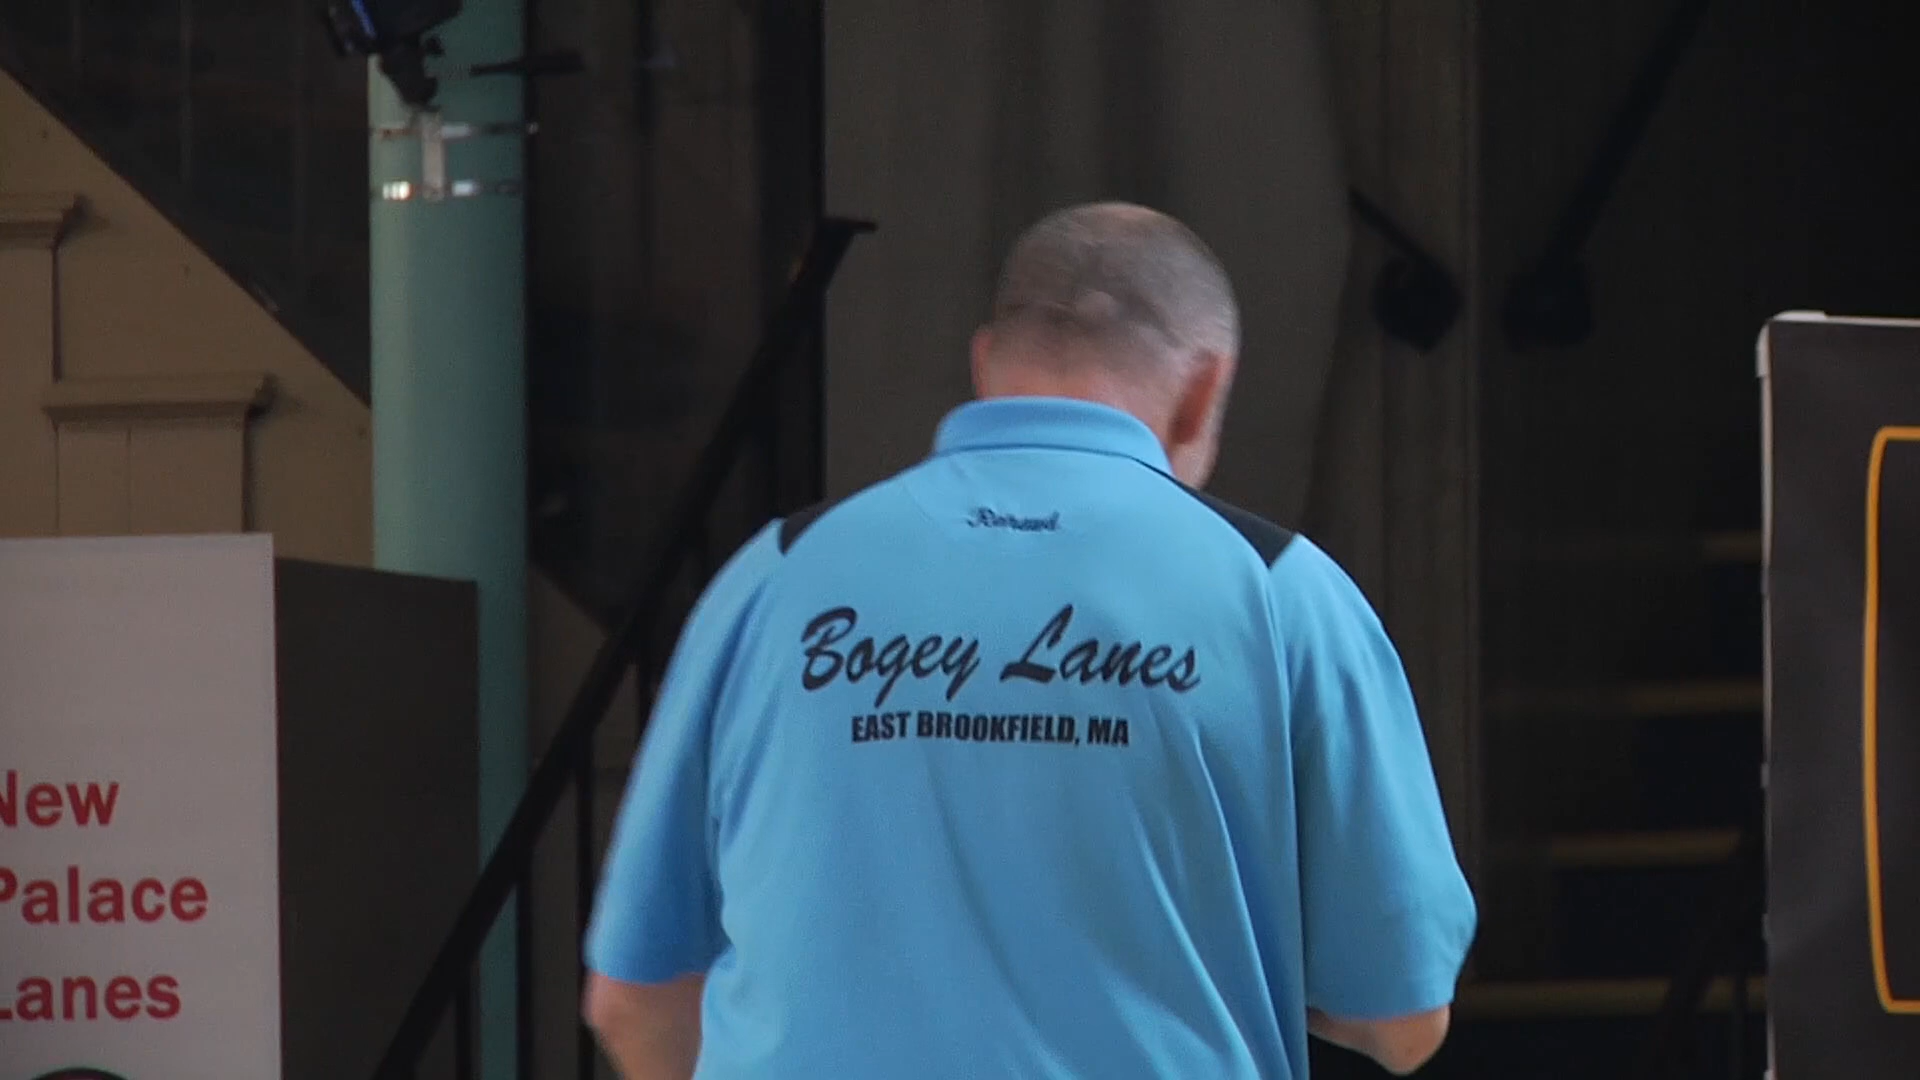 Bogey Lanes
EAST BROOKFIELD, MA
New
Palace
Lanes